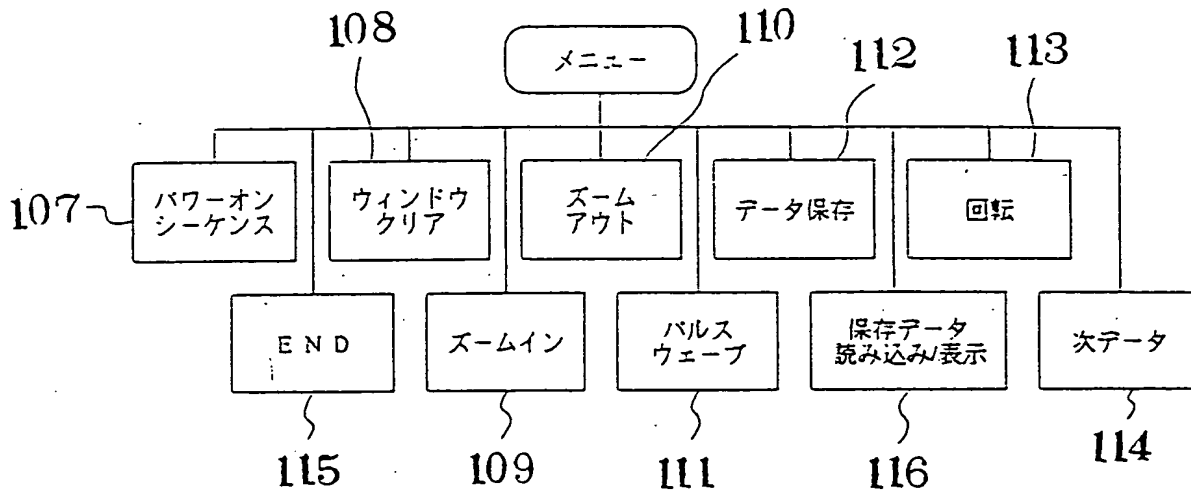 108
110
112
113
メニュー
107
パワーオン
シーケンス
ウィンドウ
クリア
ズーム
アウト
データ保存
回転
END
ズームイン
パルス
ウェーブ
保存データ
読み込み/表示
次データ
115
109
111
116
114